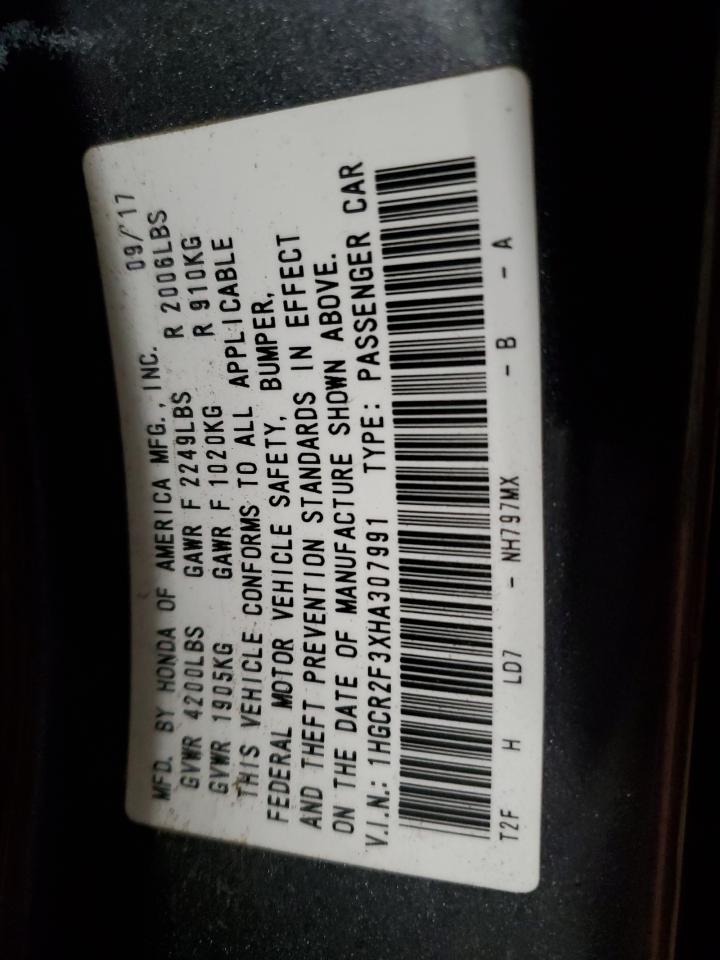 MFD. BY HONDA OF AMERICA MFG., INC. 09/17
GVWR 4200LBS GAWR F 2249LBS R 2006LBS
GVWR 1905KG GAWR F 1020KG R 910KG
THIS VEHICLE CONFORMS TO ALL APPLICABLE
FEDERAL MOTOR VEHICLE SAFETY, BUMPER,
AND THEFT PREVENTION STANDARDS IN EFFECT
ON THE DATE OF MANUFACTURE SHOWN ABOVE.
V.I.N.: 1HGCR2F3XHA307991 TYPE: PASSENGER CAR
T2F H LD7 - NH797MX - B - A